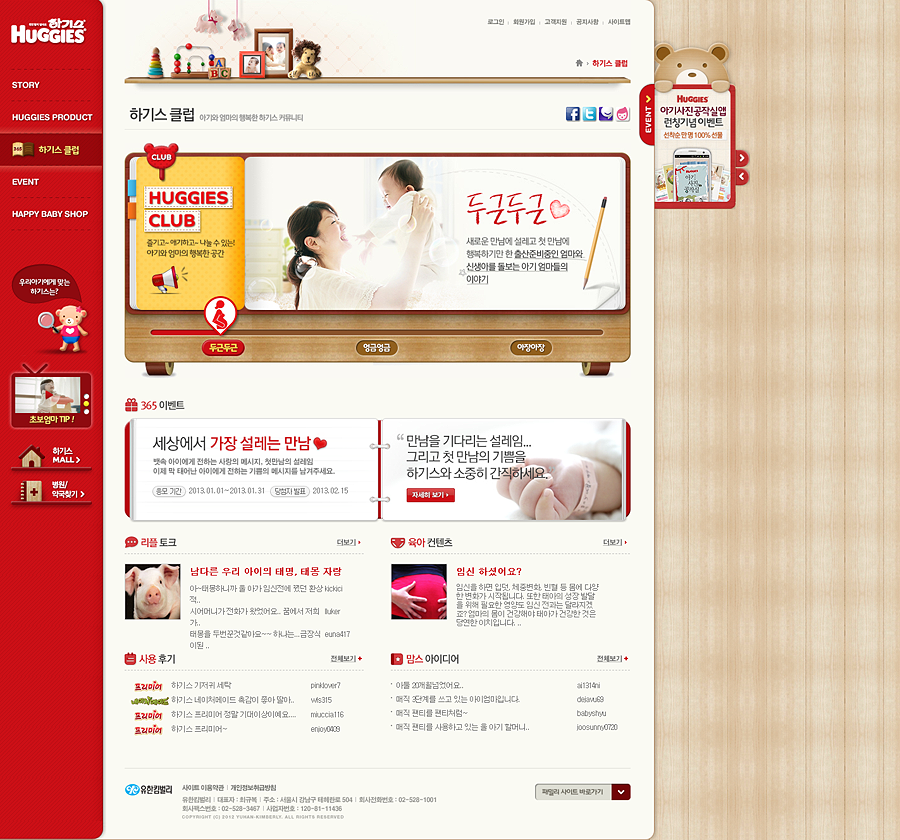 하기스
HUGGIES
STORY
HUGGIES PRODUCT
365 하기스 클럽
EVENT
HAPPY BABY SHOP
우리아기에게 맞는
하기스는?
초보엄마 TIP !
하기스
MALL >
병원/
약국찾기 >
로그인 | 회원가입 | 고객지원 | 공지사항 | 사이트맵
A B C
> 하기스 클럽
하기스 클럽 아기와 엄마의 행복한 하기스 커뮤니티
CLUB
HUGGIES
CLUB
즐기고~ 얘기하고~ 나눌 수 있는!
아기와 엄마의 행복한 공간
두근두근
새로운 만남에 설레고 첫 만남에
행복하기만 한 출산준비중인 엄마와
신생아를 돌보는 아기 엄마들의
이야기
두근두근
엉금엉금
아장아장
EVENT
HUGGIES
아기사진공작실앱
런칭기념 이벤트
선착순 만 명 100% 선물
아기
사진
공작실
365 이벤트
세상에서 가장 설레는 만남
뱃속 아이에게 전하는 사랑의 메시지, 첫만남의 설레임
이제 막 태어난 아이에게 전하는 기쁨의 메시지를 남겨주세요.
응모 기간 2013.01.01~2013.01.31 당첨자 발표 2013.02.15
“ 만남을 기다리는 설레임...
그리고 첫 만남의 기쁨을
하기스와 소중히 간직하세요.
자세히 보기
리플 토크 더보기
남다른 우리 아이의 태명, 태몽 자랑
아~태몽하니까 울 아가 임신전에 꿨던 환상적.. kickici
시어머니가 전화가 왔었어요.. 꿈에서 저희가.. lluker
태몽을 두번꾼것같아요~~ 하나는...금장식이된 .. euna417
육아 컨텐츠 더보기
임신 하셨어요?
임신을 하면 입덧, 체중변화, 빈혈 등 몸에 다양
한 변화가 시작됩니다. 또한 태아의 성장 발달
을 위해 필요한 영양도 임신 전과는 달라지겠
죠? 엄마의 몸이 건강해야 태아가 건강한 것은
당연한 이치입니다. ..
사용 후기 전체보기
프리미어 하기스 기저귀 세탁 pinklover7
하기스 네이처메이드 촉감이 좋아 딸아.. wls315
프리미어 하기스 프리미어 정말 기대이상이예요.... miuccia116
프리미어 하기스 프리미어~ enjoy0409
맘스 아이디어 전체보기
아들 20개월넘었어요.. ai1314ni
매직 3단계를 쓰고 있는 아이엄마입니다. dejavu69
매직 팬티를 팬티처럼~ babyshyu
매직 팬티를 사용하고 있는 울 아기 할머니.. joosunny0720
유한킴벌리
사이트 이용약관 | 개인정보취급방침
유한킴벌리 | 대표자 : 최규복 | 주소 : 서울시 강남구 테헤란로 504 | 회사전화번호 : 02-528-1001
회사팩스번호 : 02-528-3467 | 사업자번호 : 120-81-11436
COPYRIGHT (C) 2012 YUHAN-KIMBERLY. ALL RIGHTS RESERVED
패밀리 사이트 바로가기